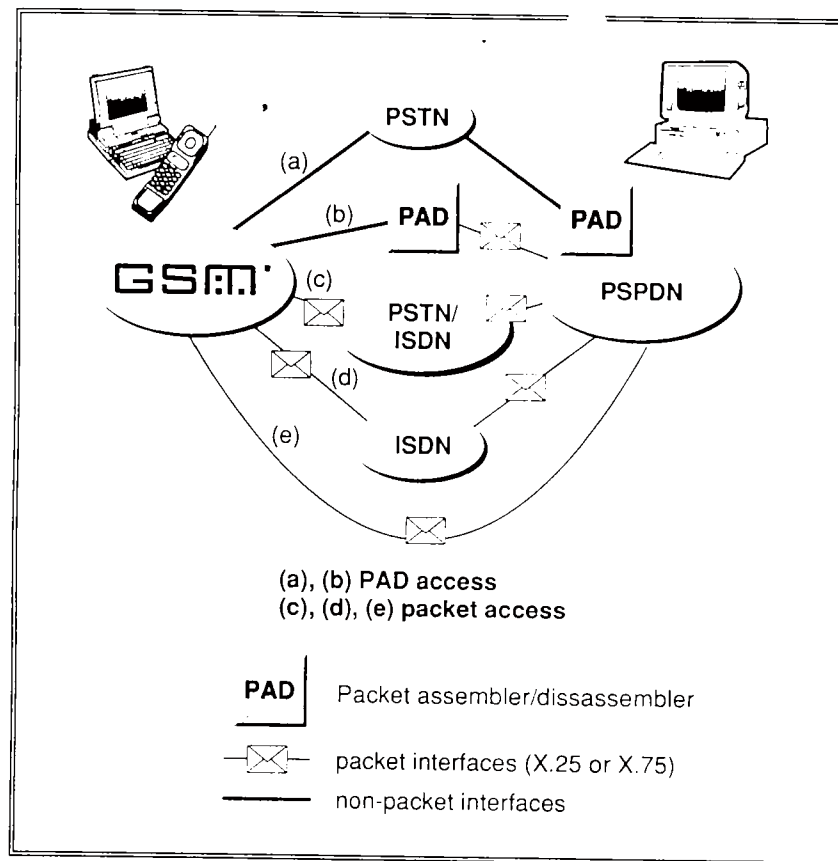 PSTN
(a)
(b)
PAD
PAD
GSM
(c)
PSTN/
ISDN
PSPDN
(d)
(e)
ISDN
(a), (b) PAD access
(c), (d), (e) packet access
PAD
Packet assembler/dissassembler
packet interfaces (X.25 or X.75)
non-packet interfaces